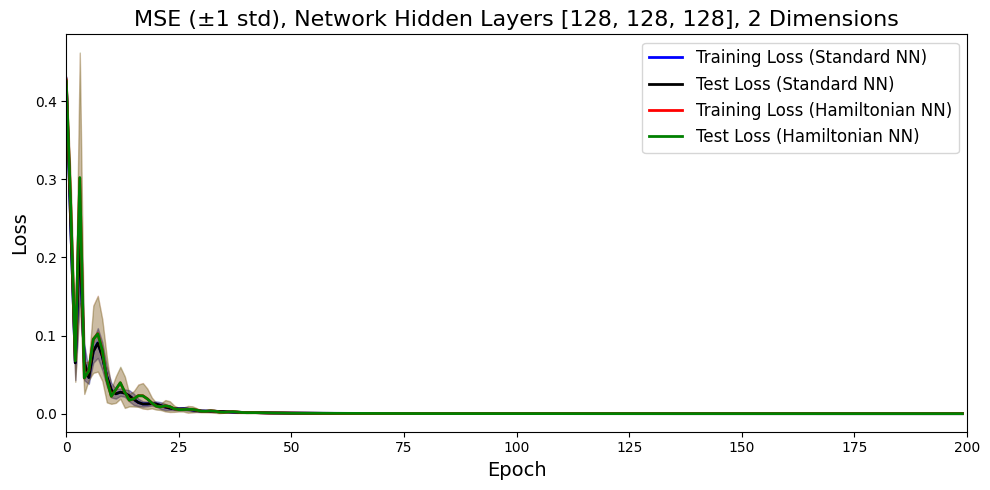 MSE (±1 std), Network Hidden Layers [128, 128, 128], 2 Dimensions
Training Loss (Standard NN)
Test Loss (Standard NN)
Training Loss (Hamiltonian NN)
Test Loss (Hamiltonian NN)
Loss
0.4
0.3
0.2
0.1
0.0
0 25 50 75 100 125 150 175 200
Epoch